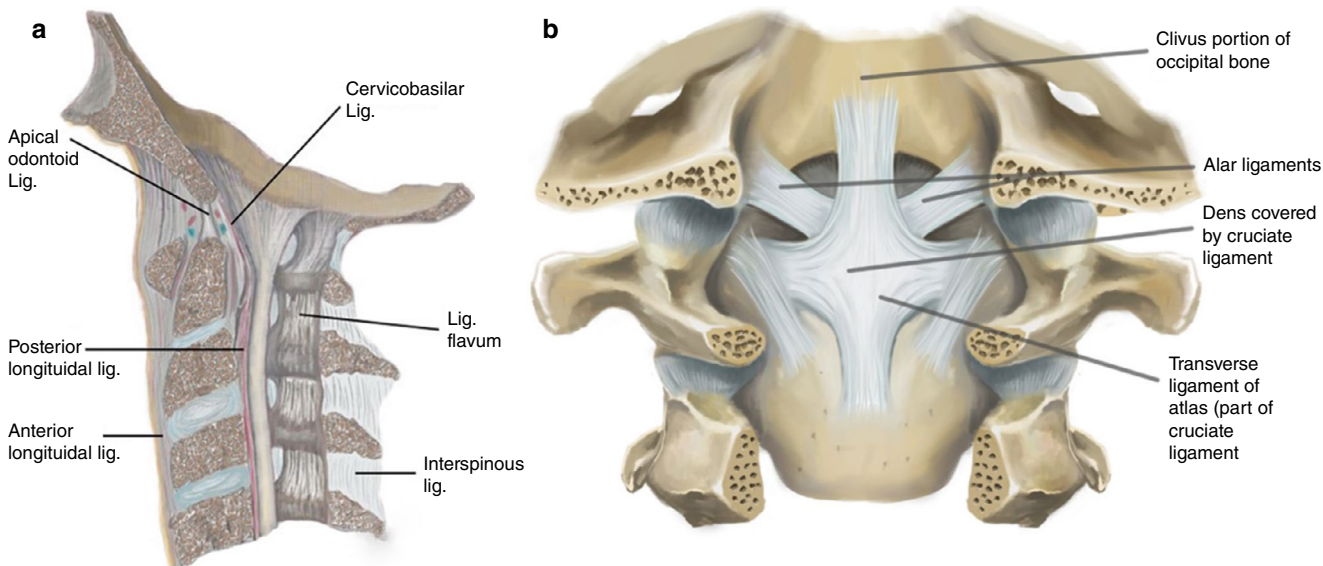 a
Cervicobasilar
Lig.
Apical
odontoid
Lig.
Lig.
flavum
Posterior
longituidal lig.
Anterior
longituidal lig.
Interspinous
lig.
b
Clivus portion of
occipital bone
Alar ligaments
Dens covered
by cruciate
ligament
Transverse
ligament of
atlas (part of
cruciate
ligament